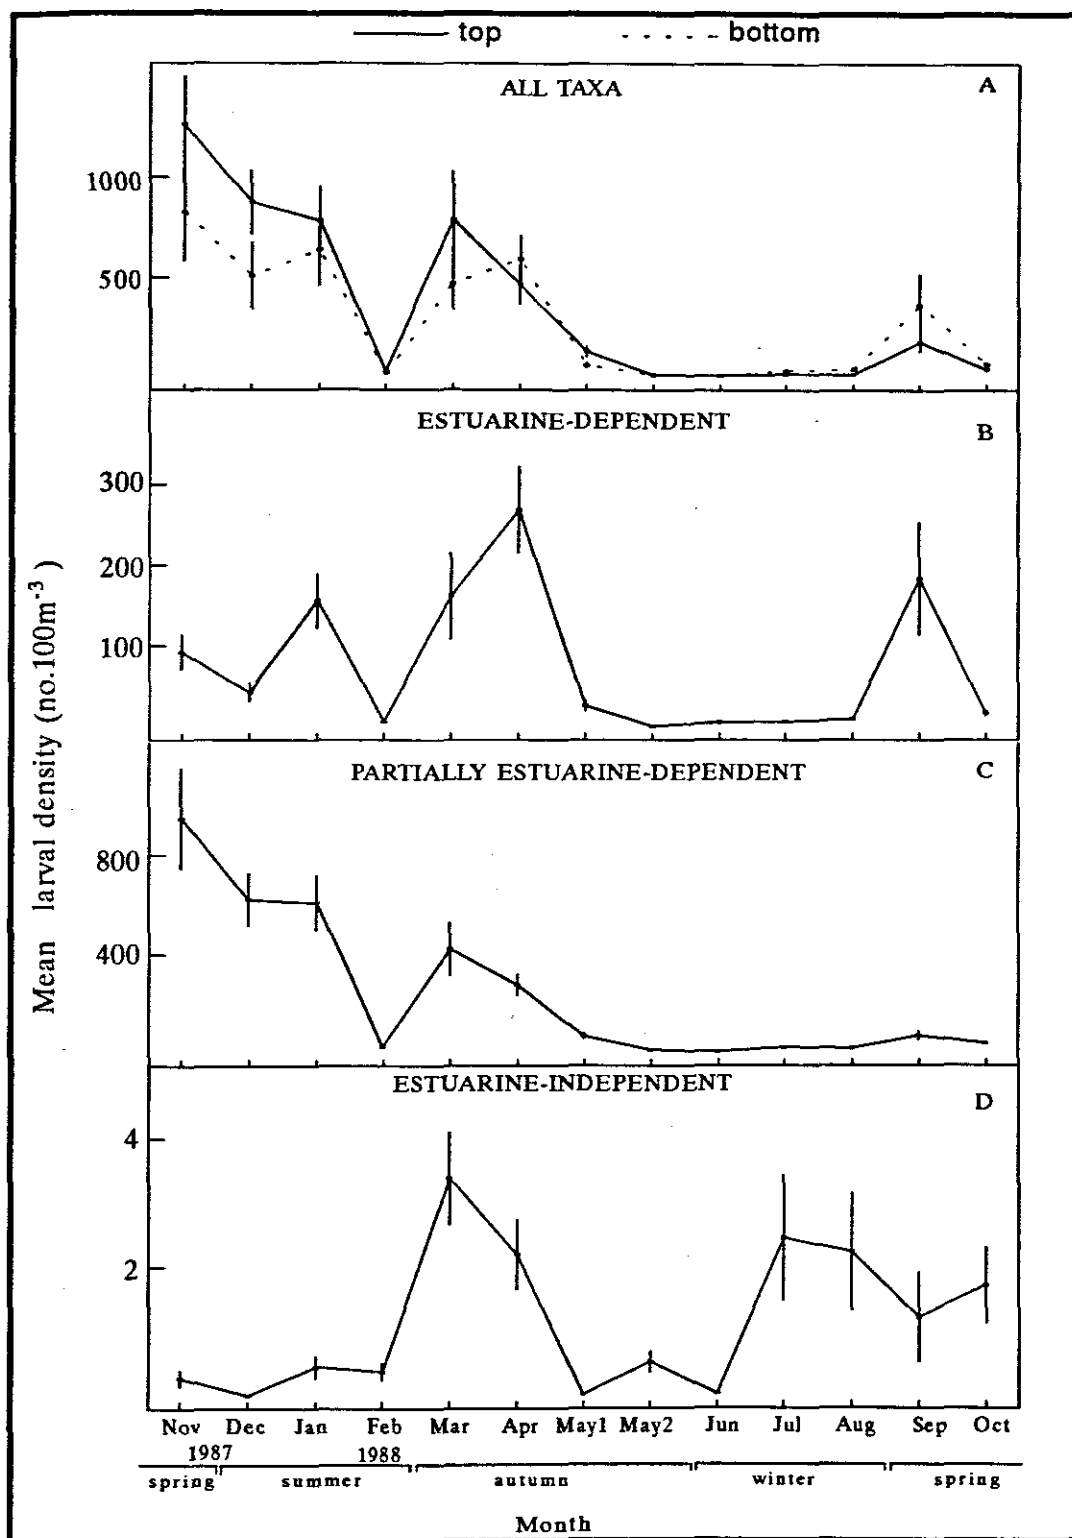 top bottom
ALL TAXA A
1000
500
ESTUARINE-DEPENDENT B
300
200
100
PARTIALLY ESTUARINE-DEPENDENT C
800
400
ESTUARINE-INDEPENDENT D
4
2
Mean larval density (no.100m-3)
Nov Dec Jan Feb Mar Apr May1 May2 Jun Jul Aug Sep Oct
1987 1988
spring summer autumn winter spring
Month